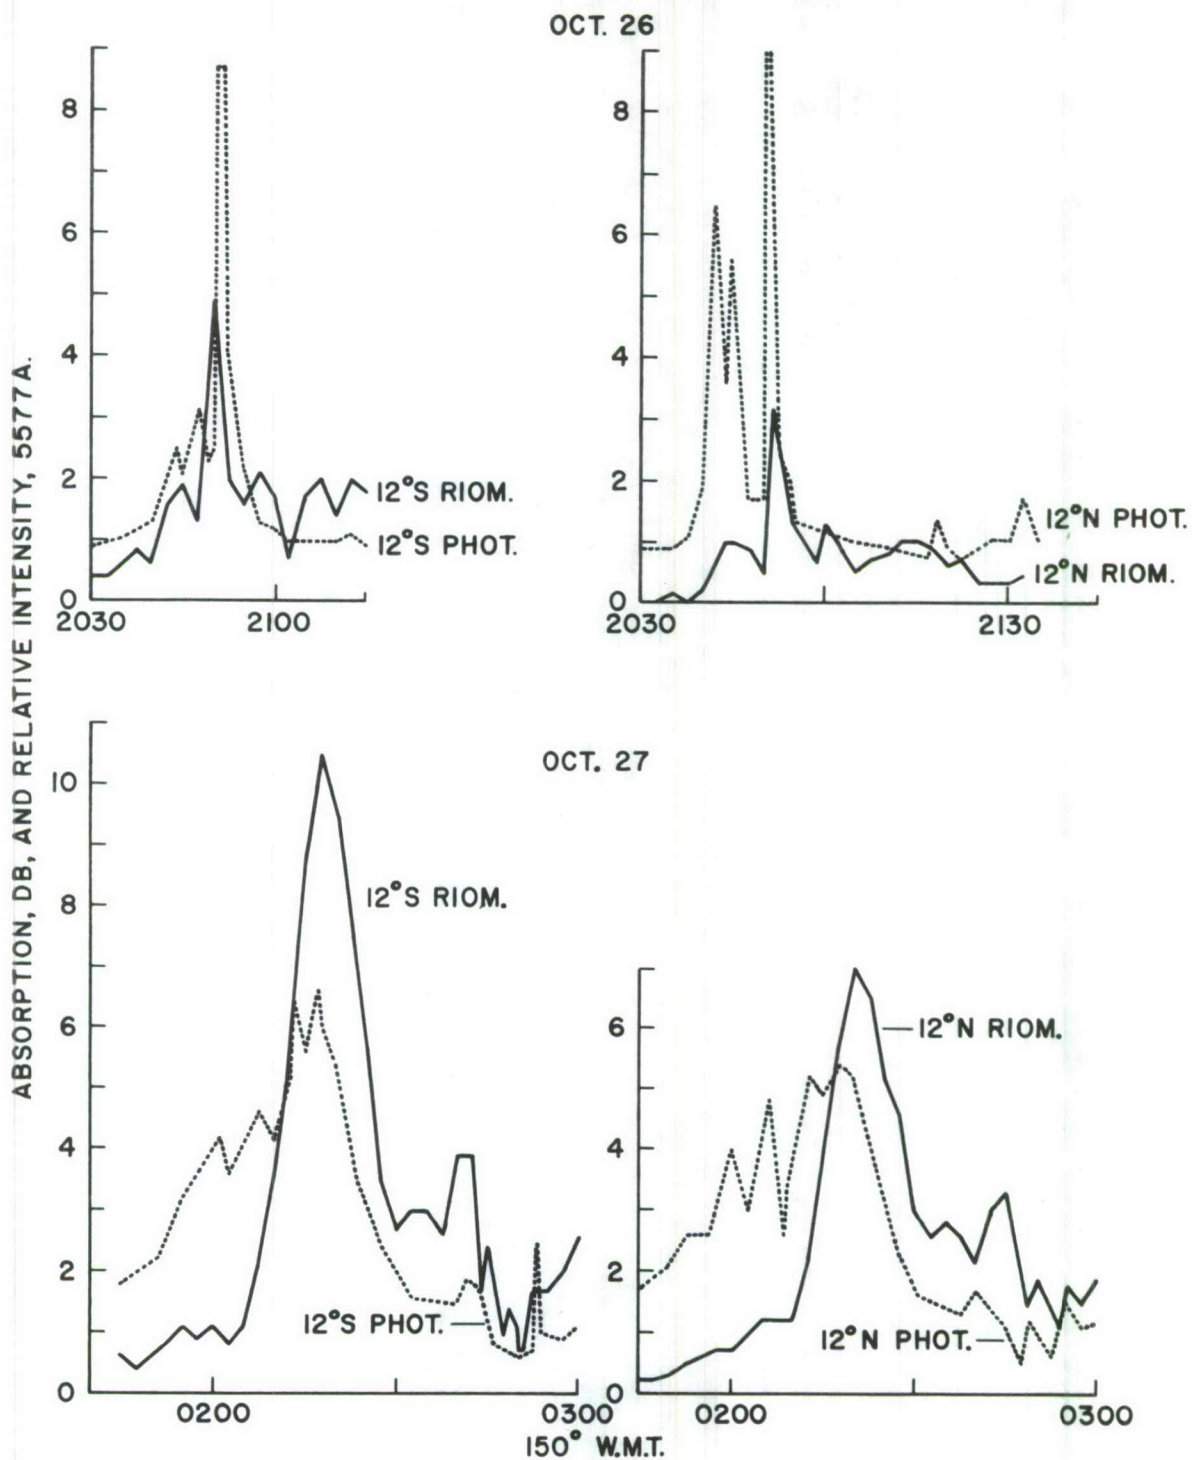 OCT. 26
8
6
4
2
0
2030
2100
12°S RIOM.
12°S PHOT.
8
6
4
2
0
2030
2130
12°N PHOT.
12°N RIOM.
ABSORPTION, DB, AND RELATIVE INTENSITY, 5577A.
OCT. 27
10
8
6
4
2
0
0200
0300
12°S RIOM.
12°S PHOT.
6
4
2
0
0200
0300
12°N RIOM.
12°N PHOT.
150° W.M.T.